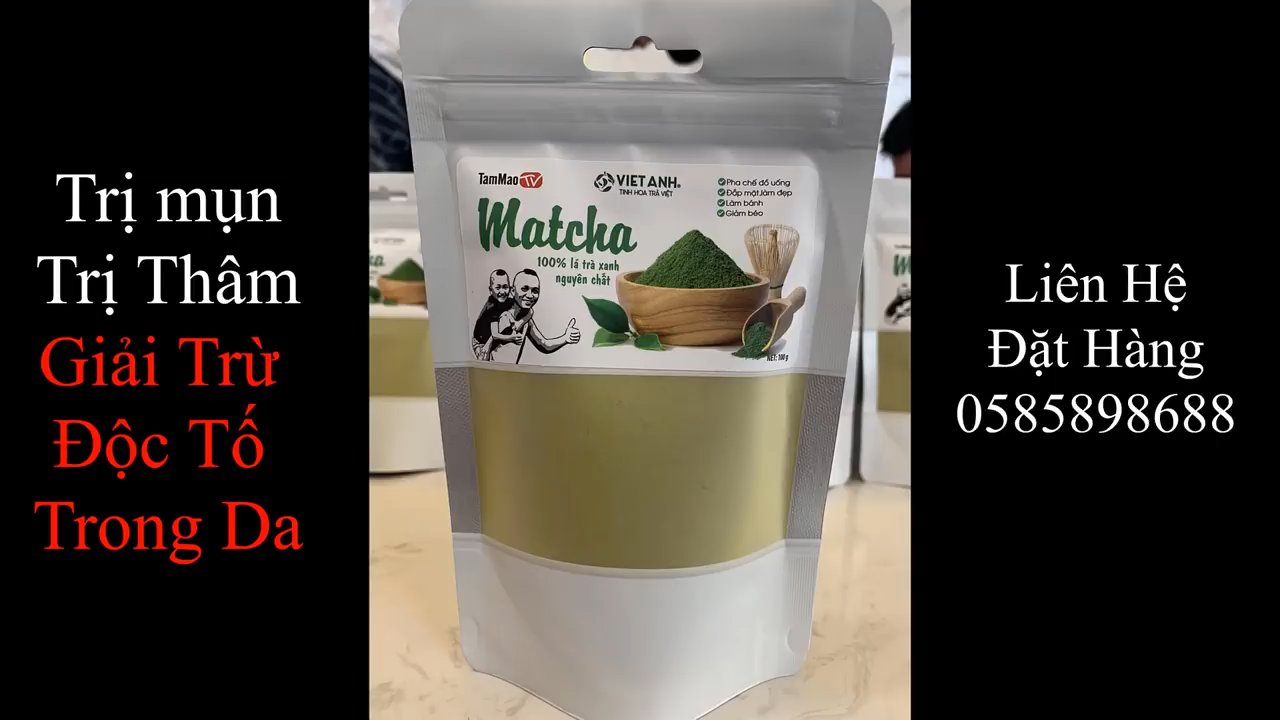 Trị mụn
Trị Thâm
Giải Trừ
Độc Tố
Trong Da
TamMao TV
VIET ANH®
TINH HOA TRÀ VIỆT
Pha chế đồ uống
Đắp mặt,làm đẹp
Làm bánh
Giảm béo
Matcha
100% lá trà xanh
nguyên chất
NET: 100g
Liên Hệ
Đặt Hàng
0585898688